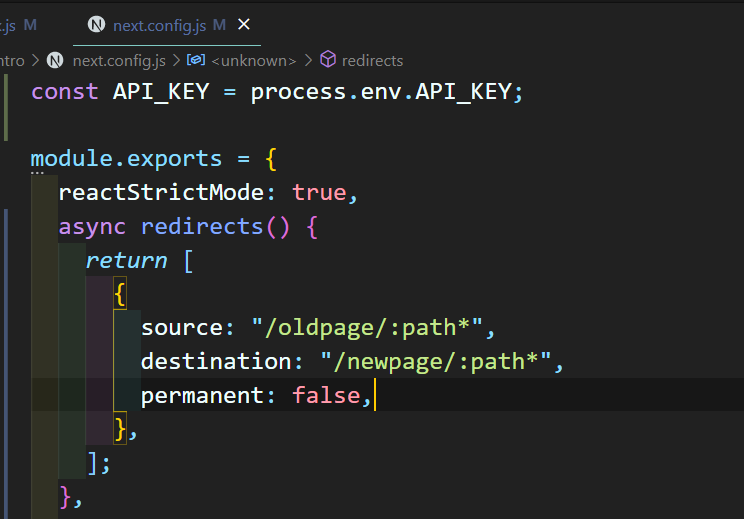 .js M
next.config.js M ×
ntro > next.config.js > <unknown> > redirects
const API_KEY = process.env.API_KEY;
module.exports = {
reactStrictMode: true,
async redirects() {
return [
{
source: "/oldpage/:path*",
destination: "/newpage/:path*",
permanent: false,
},
];
},